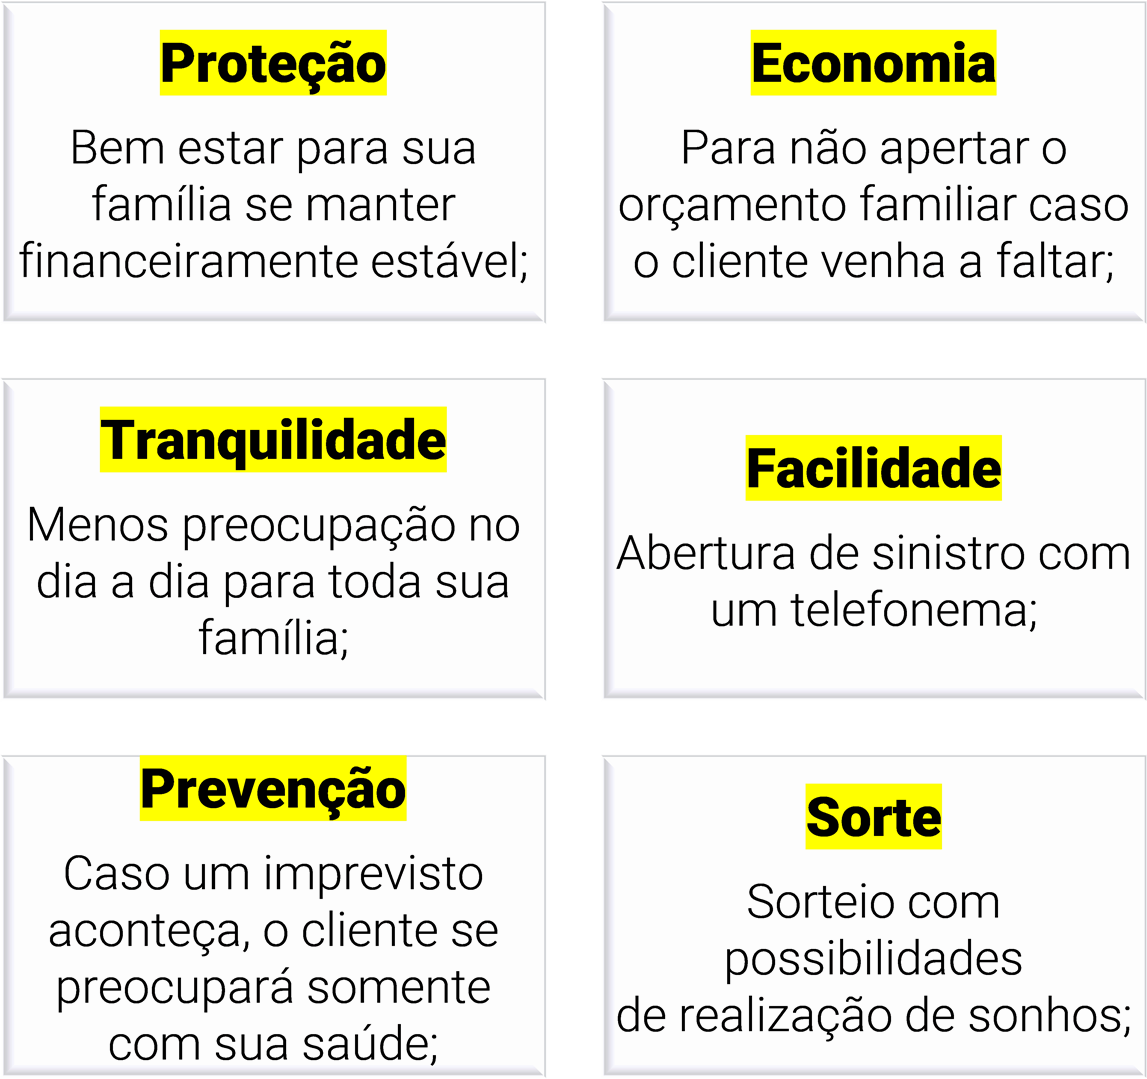 Proteção
Bem estar para sua
família se manter
financeiramente estável;
Economia
Para não apertar o
orçamento familiar caso
o cliente venha a faltar;
Tranquilidade
Menos preocupação no
dia a dia para toda sua
família;
Facilidade
Abertura de sinistro com
um telefonema;
Prevenção
Caso um imprevisto
aconteça, o cliente se
preocupará somente
com sua saúde;
Sorte
Sorteio com
possibilidades
de realização de sonhos;